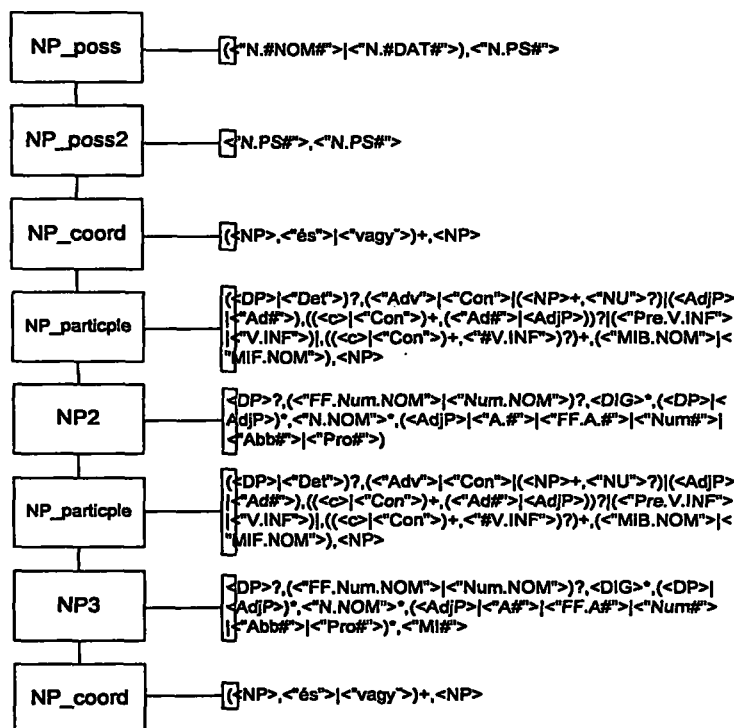 NP_poss
(<"N.#NOM#">|<"N.#DAT#">),<"N.PS#">
NP_poss2
<"N.PS#">,<"N.PS#">
NP_coord
(<NP>,<"és">|<"vagy">)+,<NP>
NP_particple
(<DP>|<"Det">)?,(<"Adv">|<"Con">|(<NP>+,<"NU">?)|(<AdjP>
|<"Ad#">),((<c>|<"Con">)+,(<"Ad#">|<AdjP>))?|(<"Pre.V.INF">
|<"V.INF">)|,((<c>|<"Con">)+,<"#V.INF">)?)+,(<"MIB.NOM">|<
"MIF.NOM">),<NP>
NP2
<DP>?,(<"FF.Num.NOM">|<"Num.NOM">)?,<DIG>*,(<DP>|<
AdjP>)*,<"N.NOM">*,(<AdjP>|<"A.#">|<"FF.A.#">|<"Num#">|
<"Abb#">|<"Pro#">)
NP_particple
(<DP>|<"Det">)?,(<"Adv">|<"Con">|(<NP>+,<"NU">?)|(<AdjP>
|<"Ad#">),((<c>|<"Con">)+,(<"Ad#">|<AdjP>))?|(<"Pre.V.INF">
|<"V.INF">)|,((<c>|<"Con">)+,<"#V.INF">)?)+,(<"MIB.NOM">|<
"MIF.NOM">),<NP>
NP3
<DP>?,(<"FF.Num.NOM">|<"Num.NOM">)?,<DIG>*,(<DP>|
<AdjP>)*,<"N.NOM">*,(<AdjP>|<"A#">|<"FF.A#">|<"Num#">
|<"Abb#">|<"Pro#">)*,<"MI#">
NP_coord
(<NP>,<"és">|<"vagy">)+,<NP>